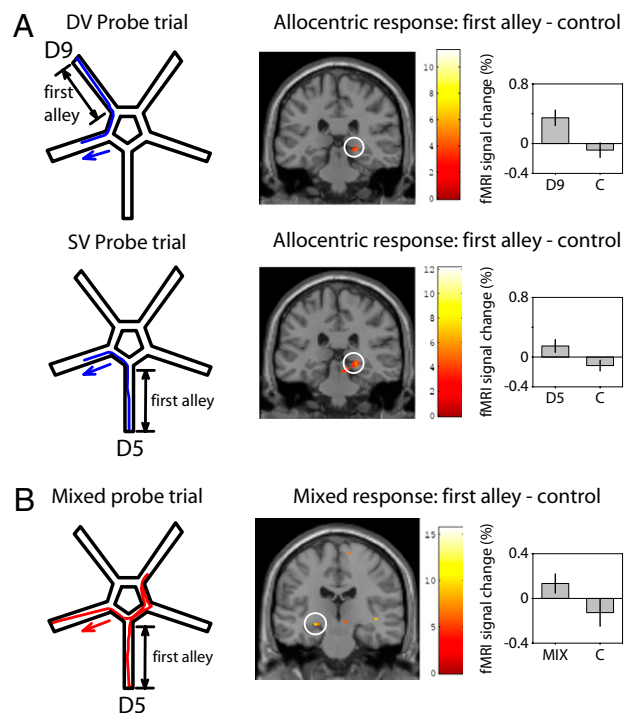 A
DV Probe trial
Allocentric response: first alley - control
D9
first
alley
12
10
8
6
4
2
0
fMRI signal change (%)
0.8
0
-0.4
D9 C
SV Probe trial
Allocentric response: first alley - control
first alley
D5
12
10
8
6
4
2
0
fMRI signal change (%)
0.8
0
-0.4
D5 C
B
Mixed probe trial
Mixed response: first alley - control
first alley
D5
15
10
5
0
fMRI signal change (%)
0.4
0
-0.4
MIX C